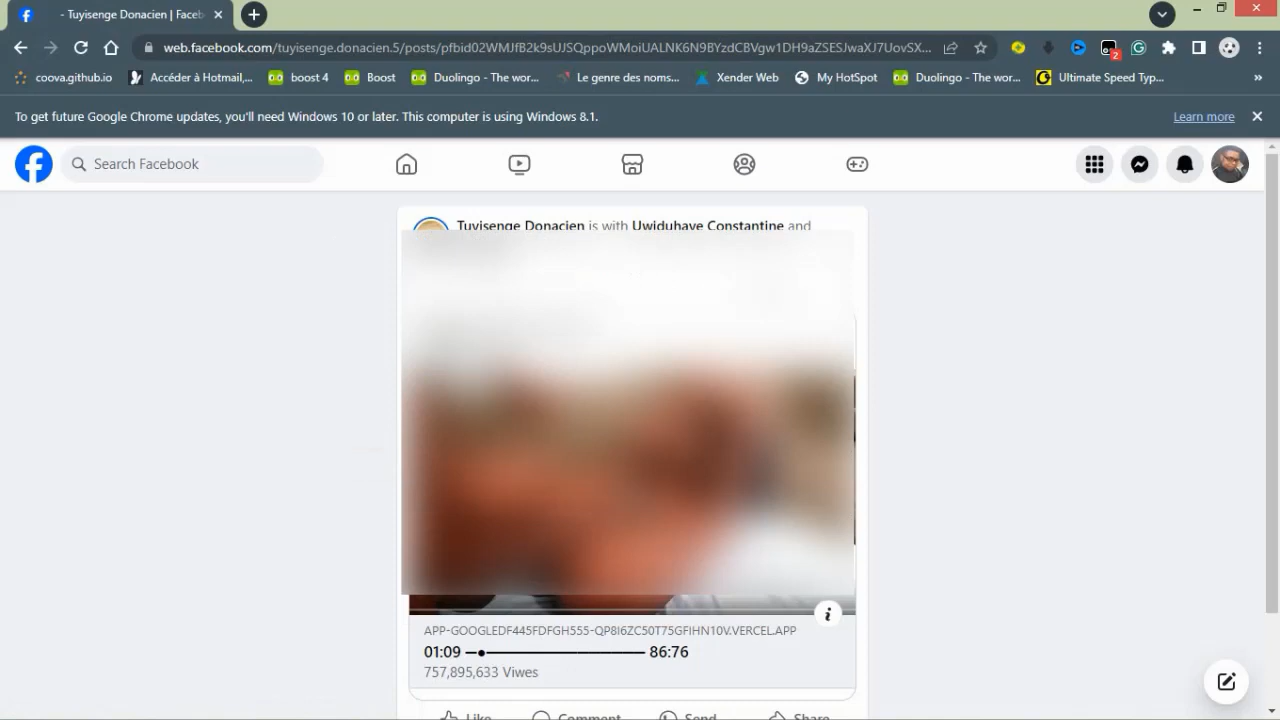 - Tuyisenge Donacien | Faceb
web.facebook.com/tuyisenge.donacien.5/posts/pfbid02WMJfB2k9sUJSQppoWMoiUALNK6N9BYzdCBVgw1DH9aZSESJwaXJ7UovSX...
2
coova.github.io Accéder à Hotmail,... boost 4 Boost Duolingo - The wor... Le genre des noms... Xender Web My HotSpot Duolingo - The wor... Ultimate Speed Typ... »
To get future Google Chrome updates, you'll need Windows 10 or later. This computer is using Windows 8.1. Learn more
Search Facebook
Tuyisenge Donacien is with Uwiduhaye Constantine and
APP-GOOGLEDF445FDFGH555-QP8I6ZC50T75GFIHN10V.VERCEL.APP
01:09 —●———————— 86:76
757,895,633 Viwes
Like Comment Send Share